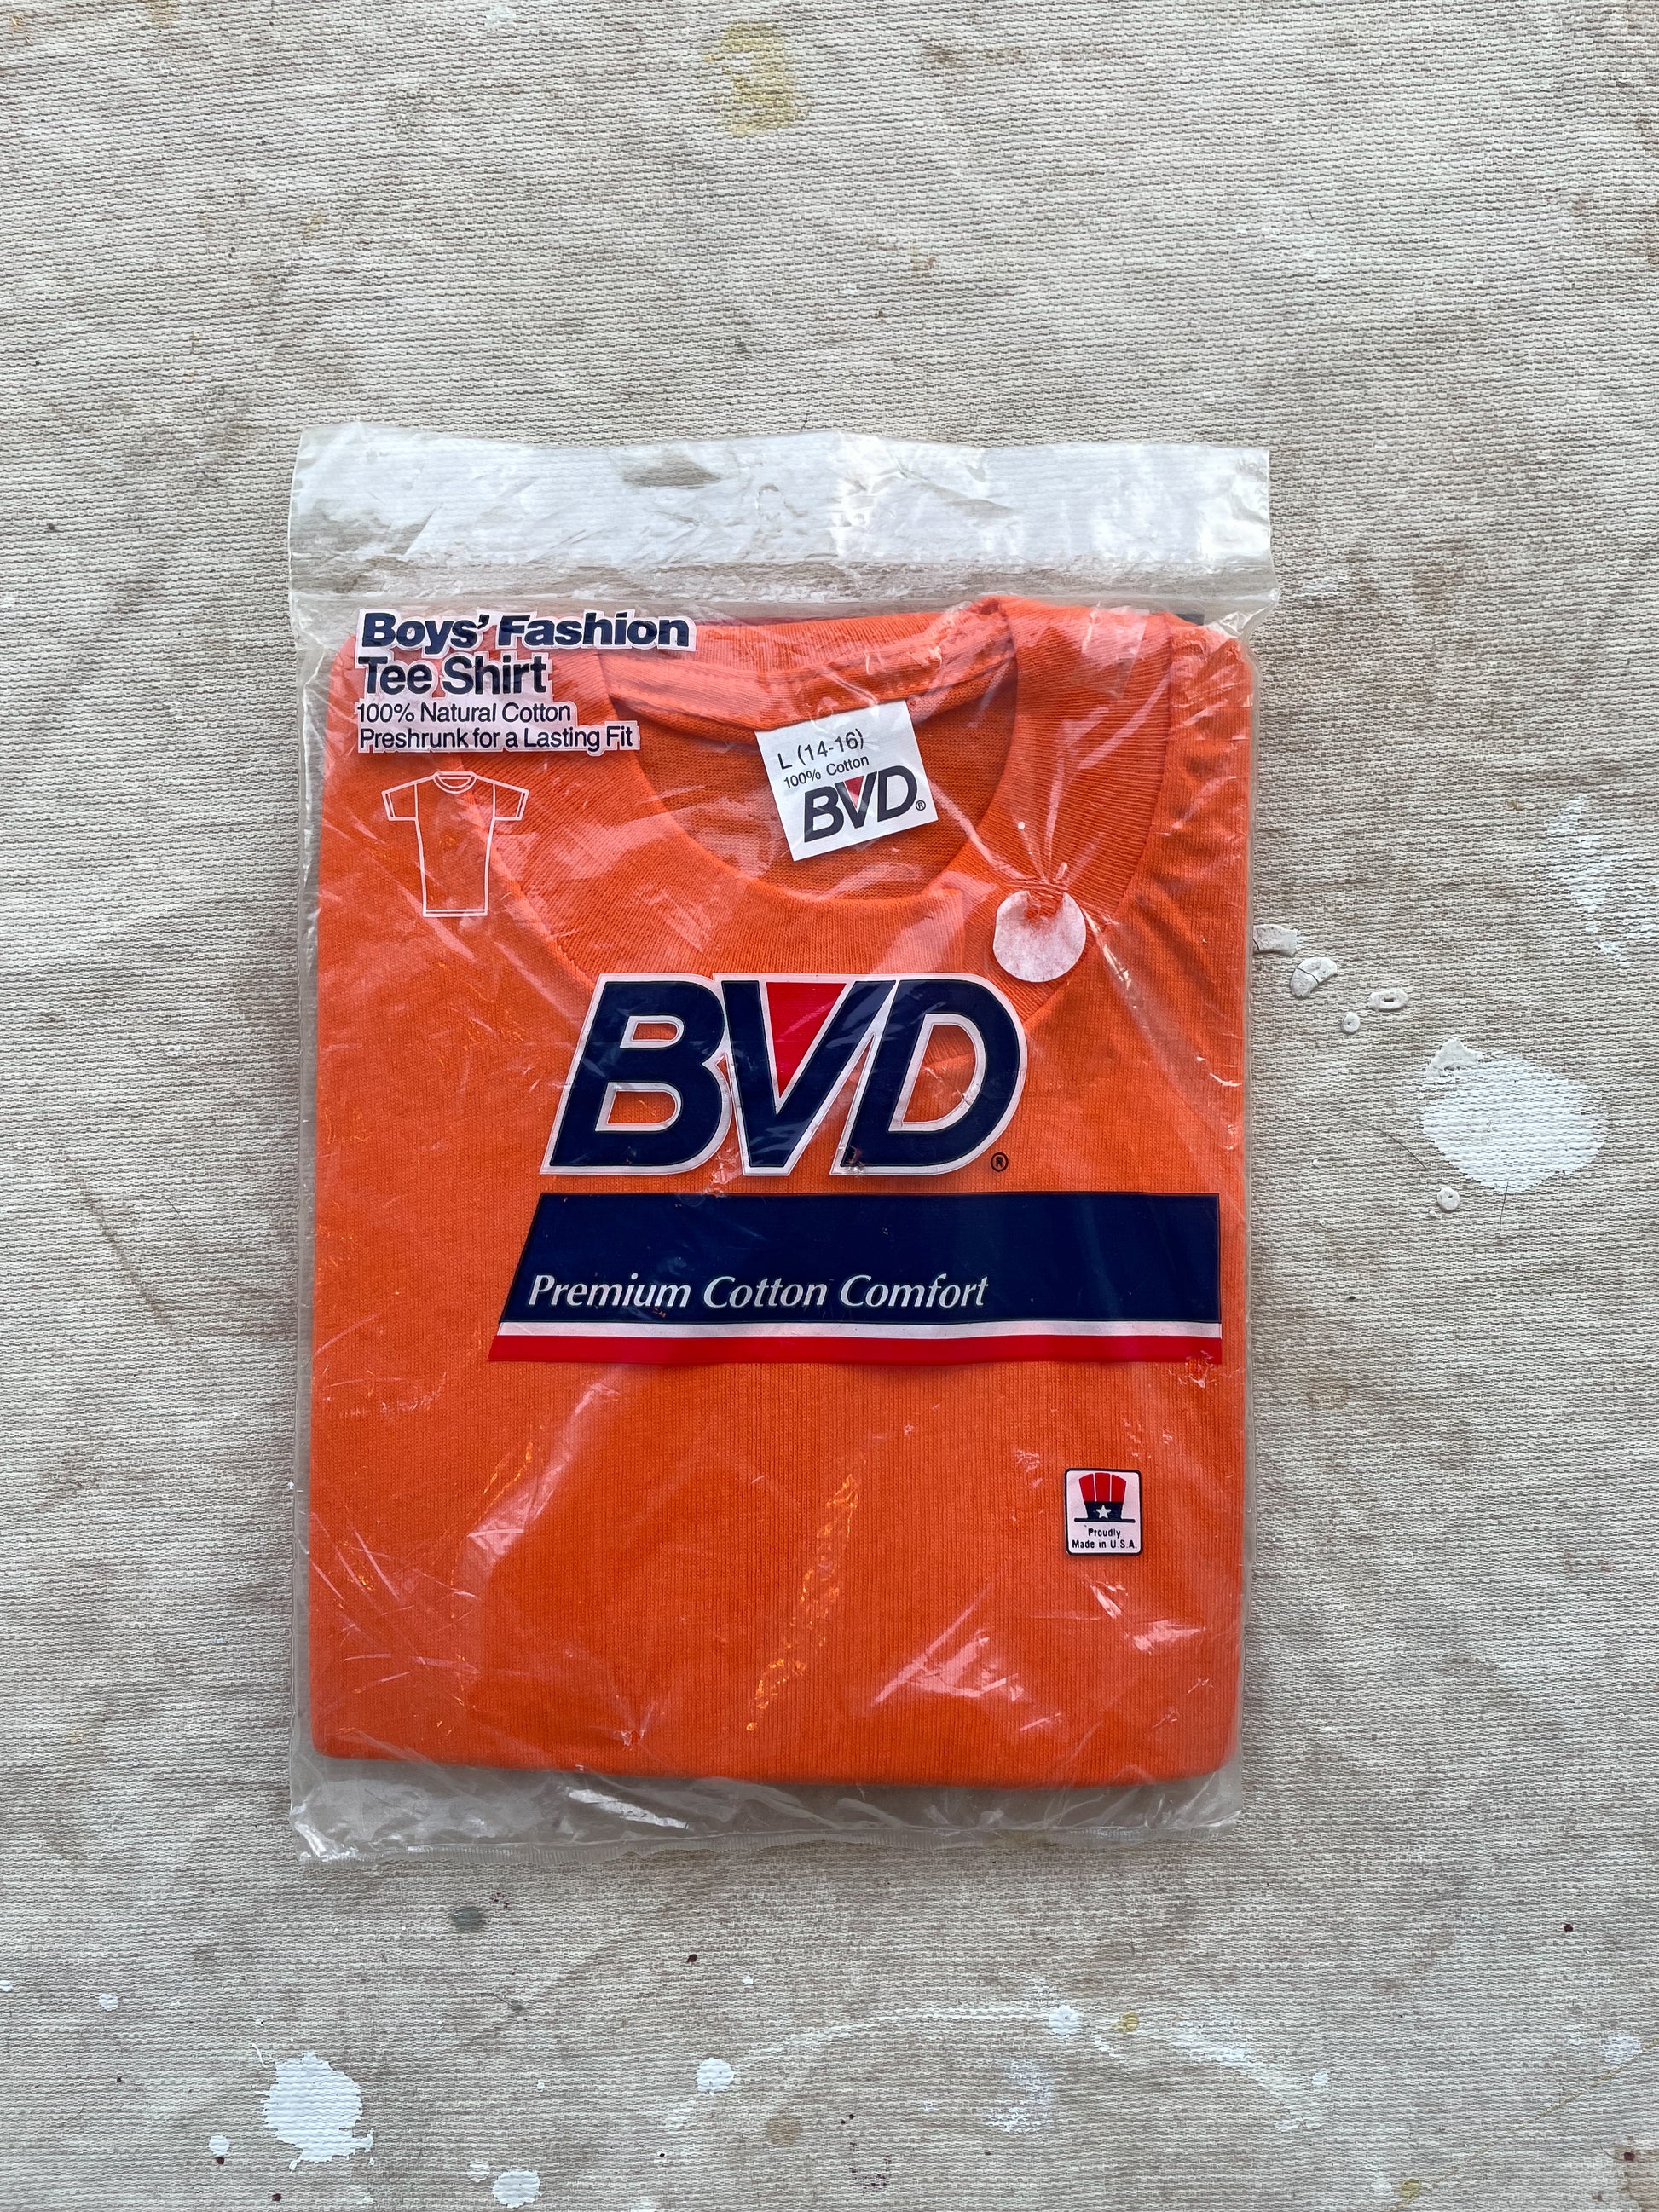 Boys' Fashion
Tee Shirt
100% Natural Cotton
Preshrunk for a Lasting Fit
L (14-16)
100% Cotton
BVD®
BVD®
Premium Cotton Comfort
Proudly
Made in U.S.A.